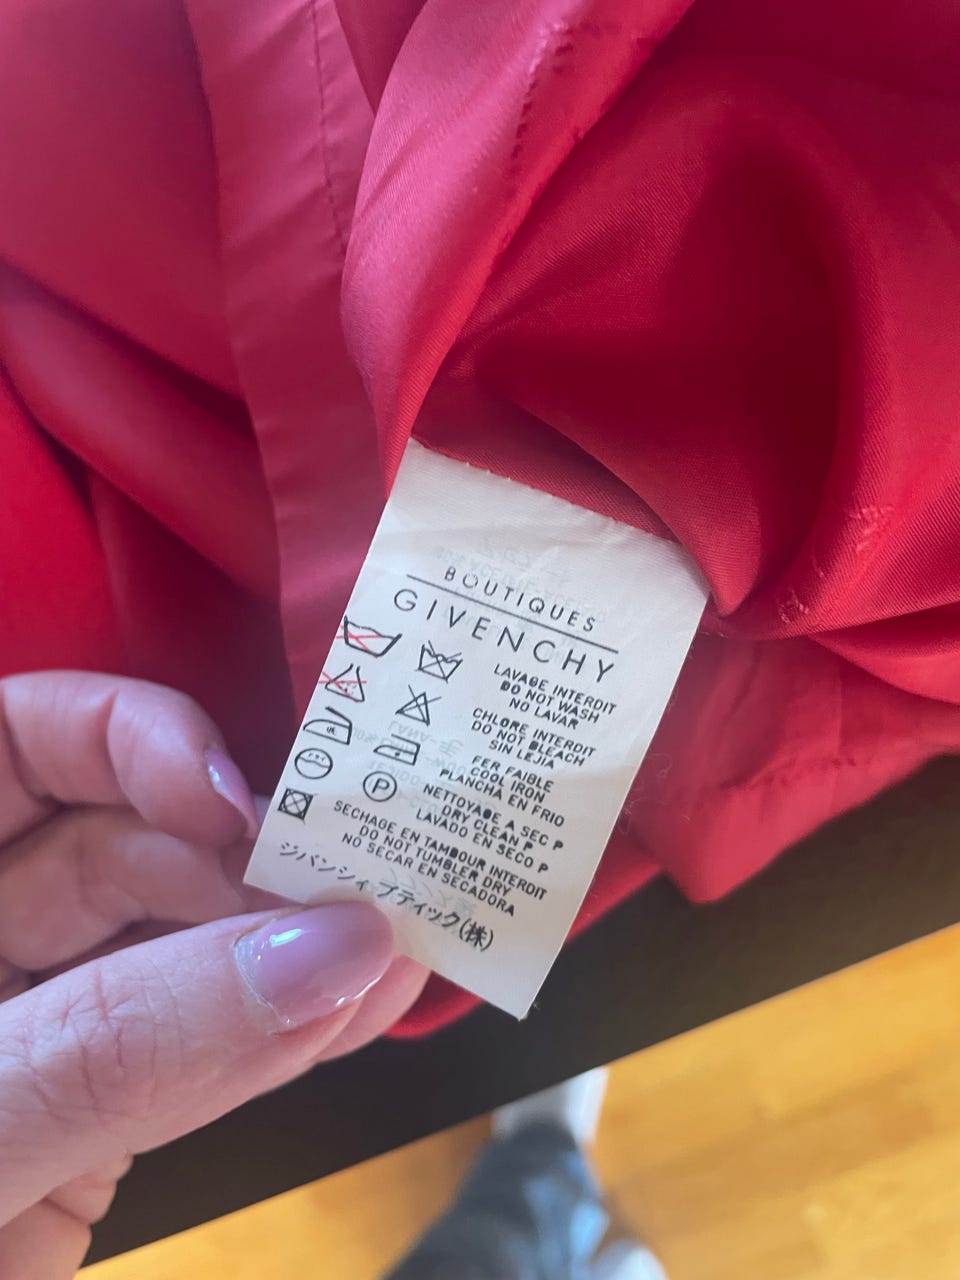 BOUTIQUES
GIVENCHY
LAVAGE INTERDIT
DO NOT WASH
NO LAVAR
CHLORE INTERDIT
DO NOT BLEACH
SIN LEJIA
FER FAIBLE
COOL IRON
PLANCHA EN FRIO
P
NETTOYAGE A SEC P
DRY CLEAN P
LAVADO EN SECO P
SECHAGE EN TAMBOUR INTERDIT
DO NOT TUMBLER DRY
NO SECAR EN SECADORA
ジバンシィ ブティック(株)